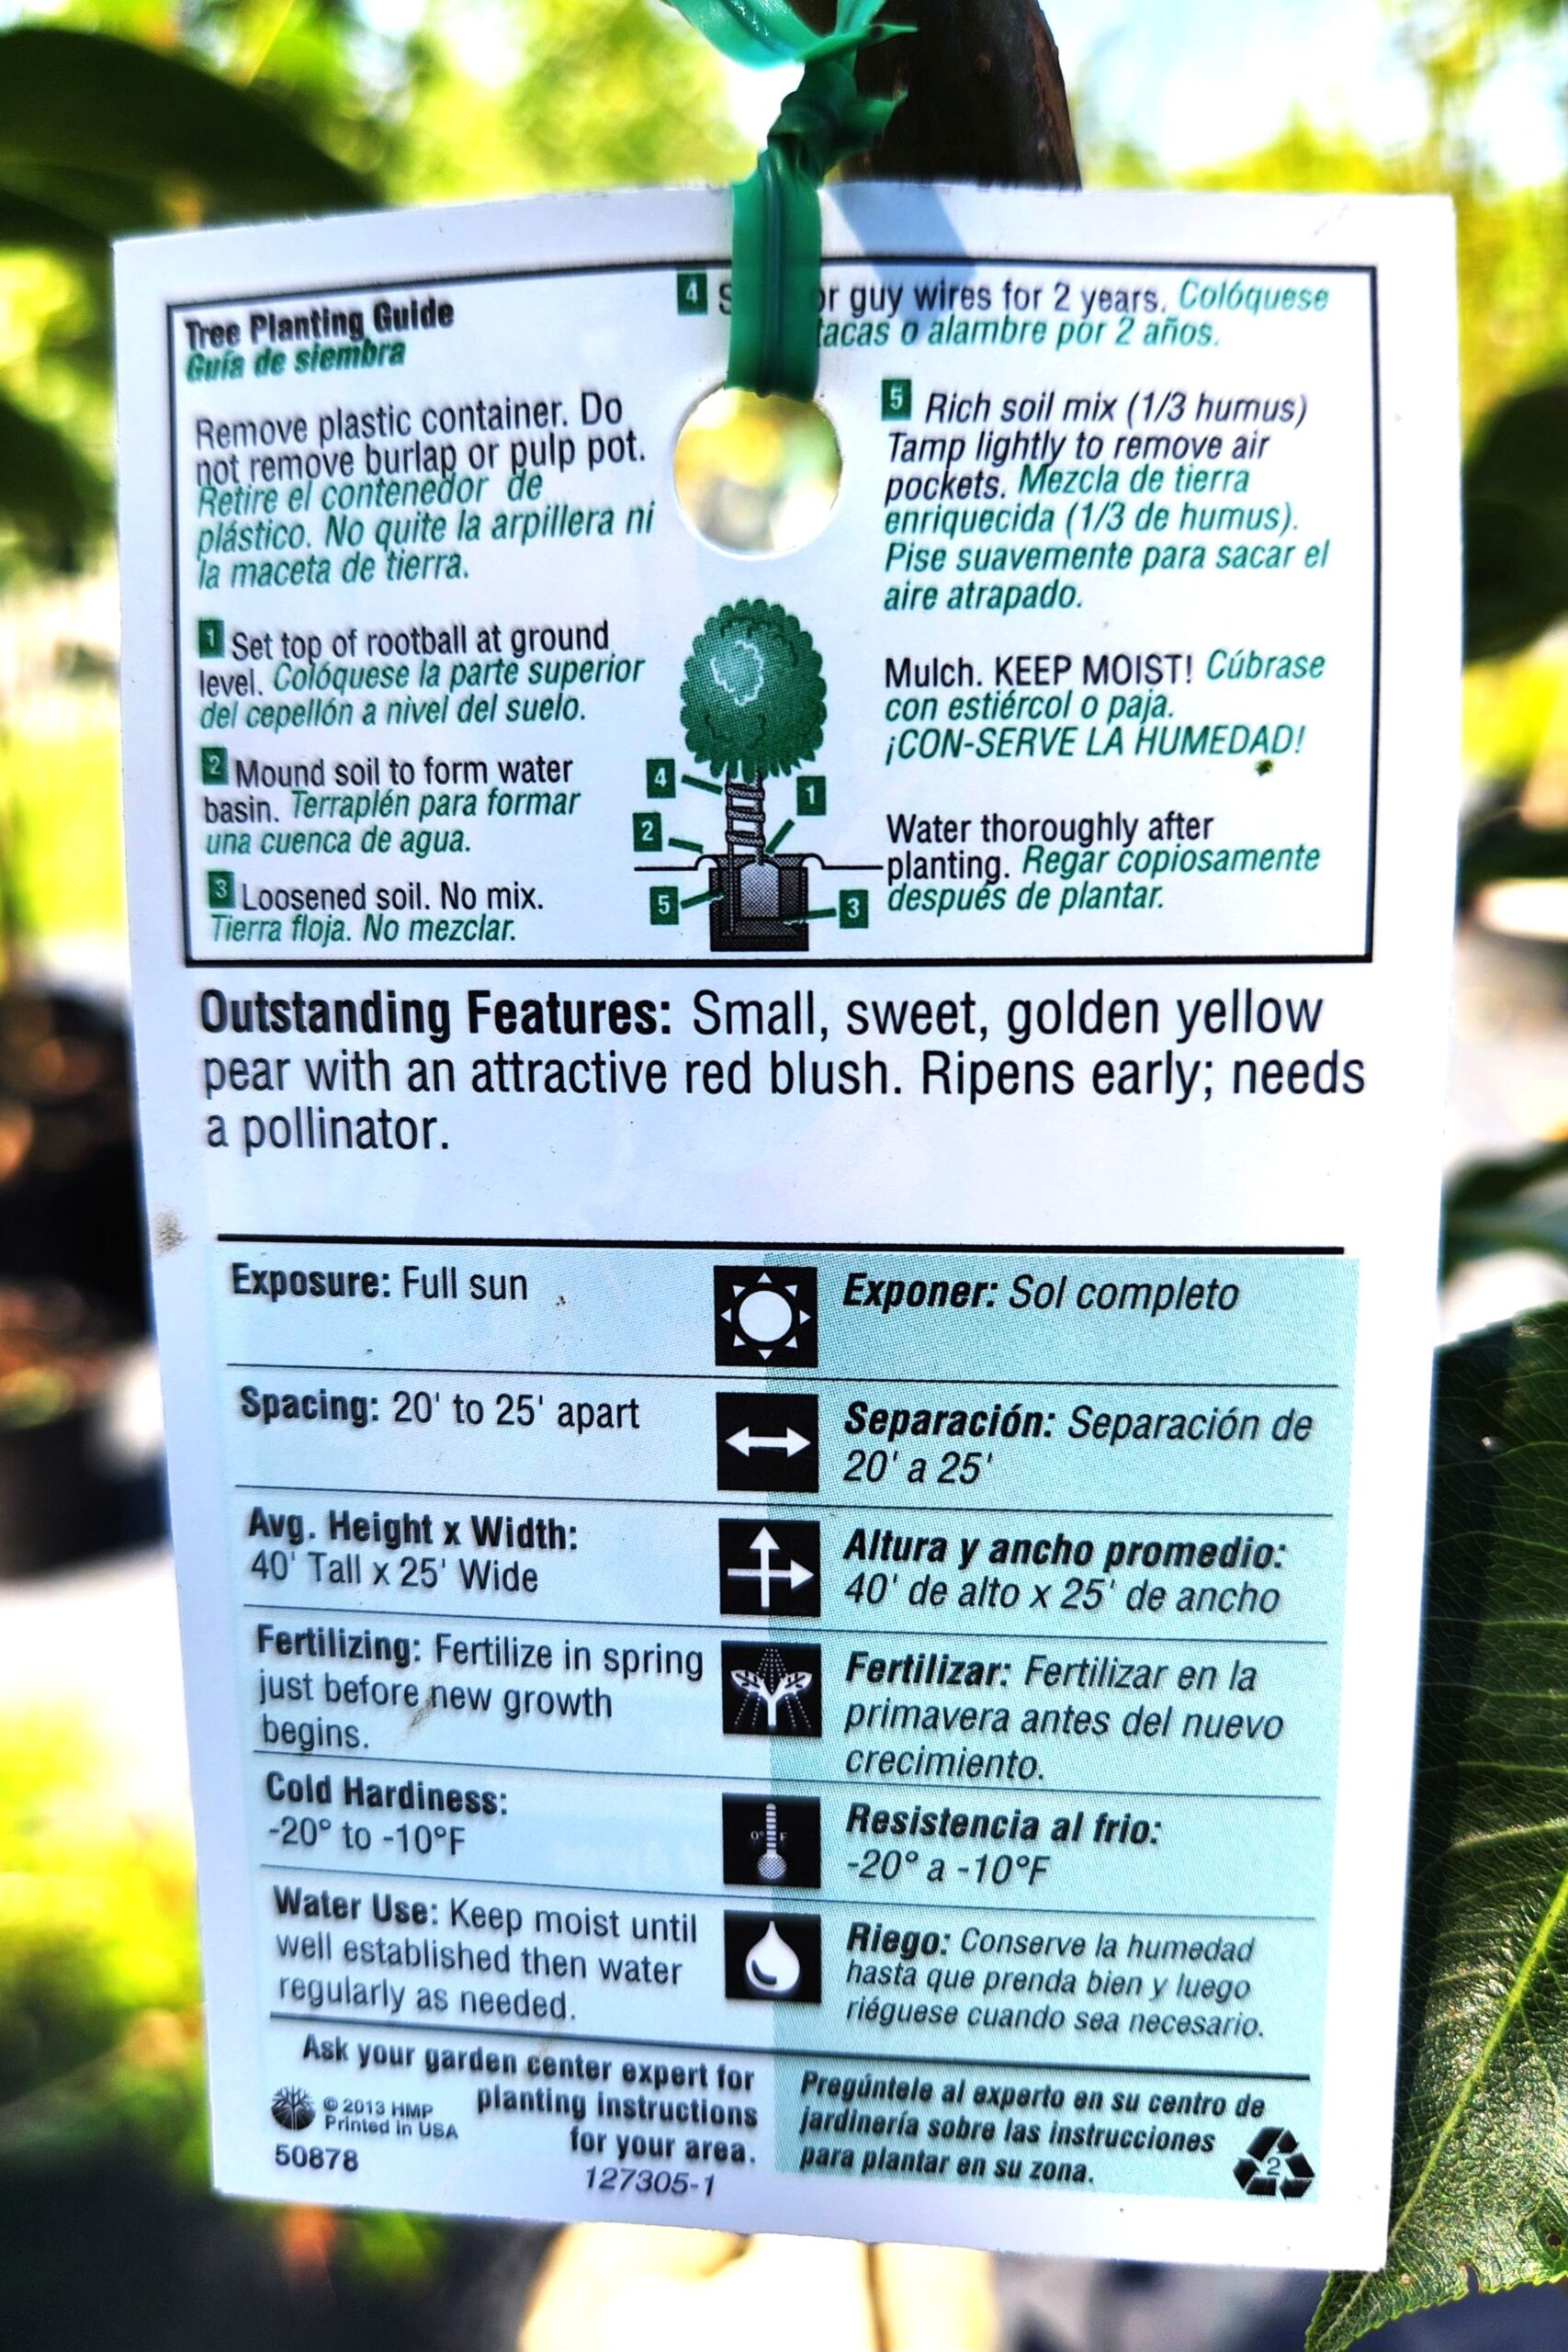 Tree Planting Guide
Guía de siembra
Remove plastic container. Do
not remove burlap or pulp pot.
Retire el contenedor de
plástico. No quite la arpillera ni
la maceta de tierra.
1 Set top of rootball at ground
level. Colóquese la parte superior
del cepellón a nivel del suelo.
2 Mound soil to form water
basin. Terraplén para formar
una cuenca de agua.
3 Loosened soil. No mix.
Tierra floja. No mezclar.
4 or guy wires for 2 years. Colóquese
o alambre por 2 años.
5 Rich soil mix (1/3 humus)
Tamp lightly to remove air
pockets. Mezcla de tierra
enriquecida (1/3 de humus).
Pise suavemente para sacar el
aire atrapado.
Mulch. KEEP MOIST! Cúbrase
con estiércol o paja.
¡CON-SERVE LA HUMEDAD!
Water thoroughly after
planting. Regar copiosamente
después de plantar.
4
1
2
5
3
Outstanding Features: Small, sweet, golden yellow
pear with an attractive red blush. Ripens early; needs
a pollinator.
Exposure: Full sun
Exponer: Sol completo
Spacing: 20' to 25' apart
Separación: Separación de
20' a 25'
Avg. Height x Width:
40' Tall x 25' Wide
Altura y ancho promedio:
40' de alto x 25' de ancho
Fertilizing: Fertilize in spring
just before new growth
begins.
Fertilizar: Fertilizar en la
primavera antes del nuevo
crecimiento.
Cold Hardiness:
-20° to -10°F
0° F
Resistencia al frio:
-20° a -10°F
Water Use: Keep moist until
well established then water
regularly as needed.
Riego: Conserve la humedad
hasta que prenda bien y luego
riéguese cuando sea necesario.
Ask your garden center expert for
planting instructions
for your area.
© 2013 HMP
Printed in USA
50878
127305-1
Pregúntele al experto en su centro de
jardinería sobre las instrucciones
para plantar en su zona.
2